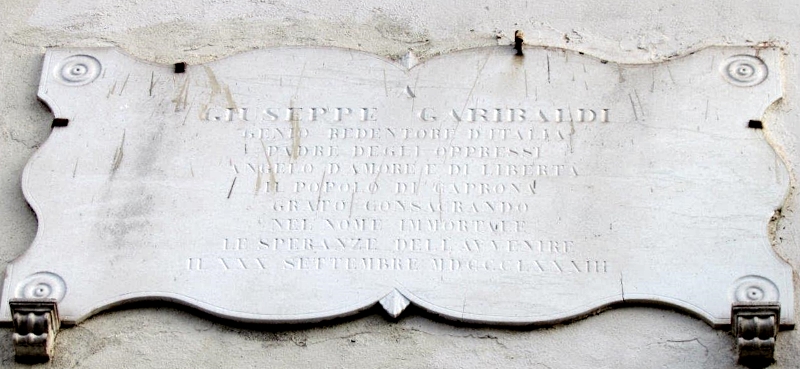 A
GIUSEPPE GARIBALDI
GENIO REDENTORE D'ITALIA
PADRE DEGLI OPPRESSI
ANGELO D'AMORE E DI LIBERTA
IL POPOLO DI CAPRONA
GRATO CONSACRANDO
NEL NOME IMMORTALE
LE SPERANZE DELL'AVVENIRE
IL XXX SETTEMBRE MDCCCLXXXIII